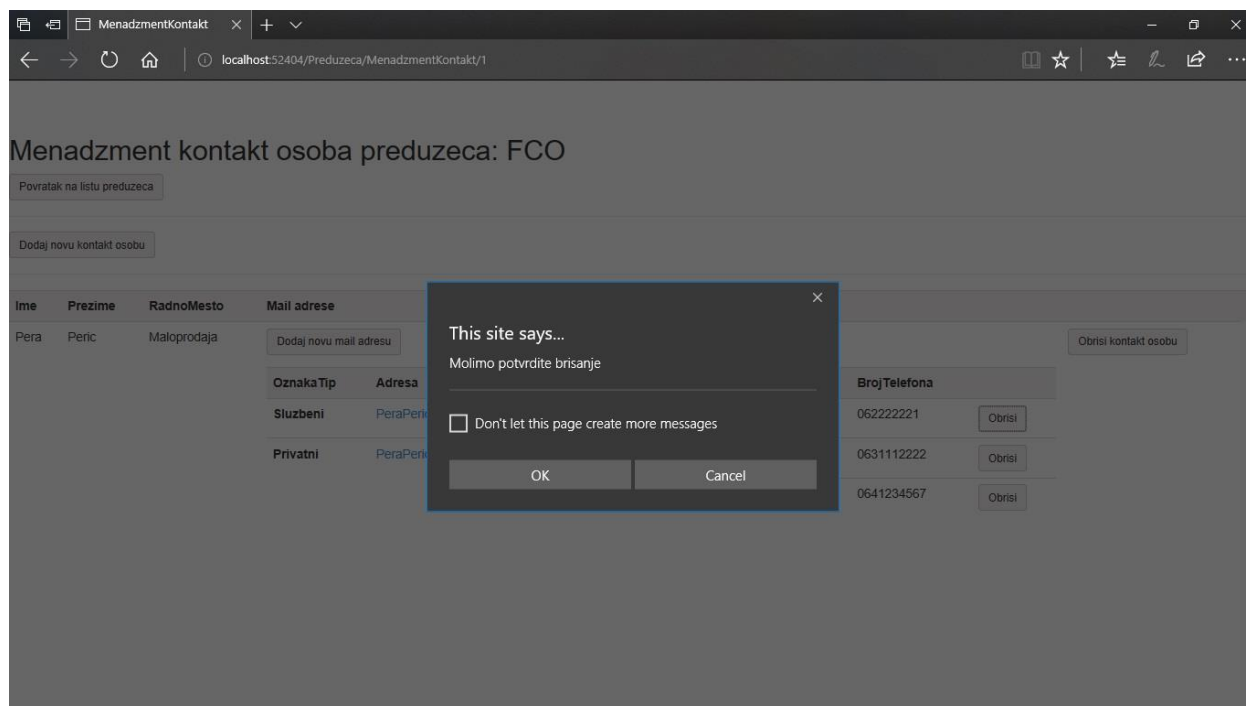 MenadzmentKontakt
localhost:52404/Preduzeca/MenadzmentKontakt/1
Menadzment kontakt osoba preduzeca: FCO
Povratak na listu preduzeca
Dodaj novu kontakt osobu
Ime Prezime RadnoMesto Mail adrese
Pera Peric Maloprodaja Dodaj novu mail adresu Obrisi kontakt osobu
OznakaTip Adresa BrojTelefona
Sluzbeni 062222221 Obrisi
Privatni 0631112222 Obrisi
0641234567 Obrisi
This site says...
Molimo potvrdite brisanje
Don't let this page create more messages
OK Cancel